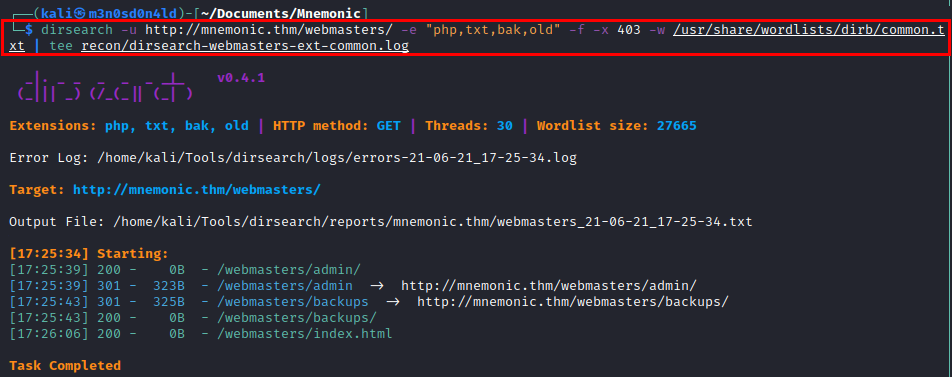 ┌──(kali㉿m3n0sd0n4ld)-[~/Documents/Mnemonic]
└─$ dirsearch -u http://mnemonic.thm/webmasters/ -e "php,txt,bak,old" -f -x 403 -w /usr/share/wordlists/dirb/common.t
xt | tee recon/dirsearch-webmasters-ext-common.log
_|. _ _ _ _ _ _|_ v0.4.1
(_||| _) (/_(_|| (_| )
Extensions: php, txt, bak, old | HTTP method: GET | Threads: 30 | Wordlist size: 27665
Error Log: /home/kali/Tools/dirsearch/logs/errors-21-06-21_17-25-34.log
Target: http://mnemonic.thm/webmasters/
Output File: /home/kali/Tools/dirsearch/reports/mnemonic.thm/webmasters_21-06-21_17-25-34.txt
[17:25:34] Starting:
[17:25:39] 200 - 0B - /webmasters/admin/
[17:25:39] 301 - 323B - /webmasters/admin → http://mnemonic.thm/webmasters/admin/
[17:25:43] 301 - 325B - /webmasters/backups → http://mnemonic.thm/webmasters/backups/
[17:25:43] 200 - 0B - /webmasters/backups/
[17:26:06] 200 - 0B - /webmasters/index.html
Task Completed